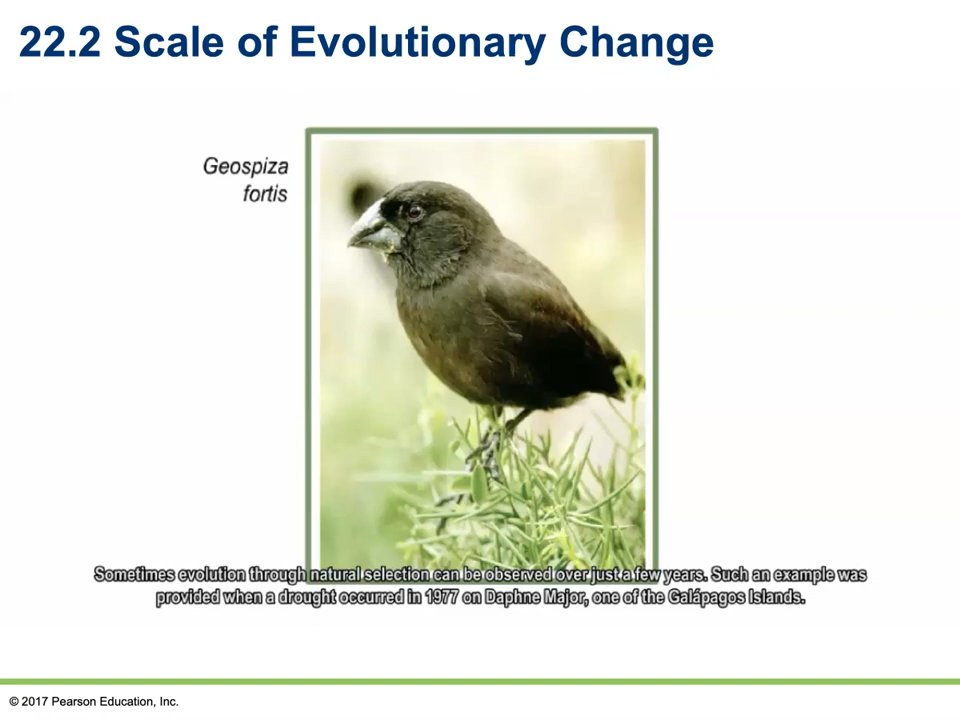 22.2 Scale of Evolutionary Change
Geospiza
fortis
Sometimes evolution through natural selection can be observed over just a few years. Such an example was
provided when a drought occurred in 1977 on Daphne Major, one of the Galápagos Islands.
© 2017 Pearson Education, Inc.